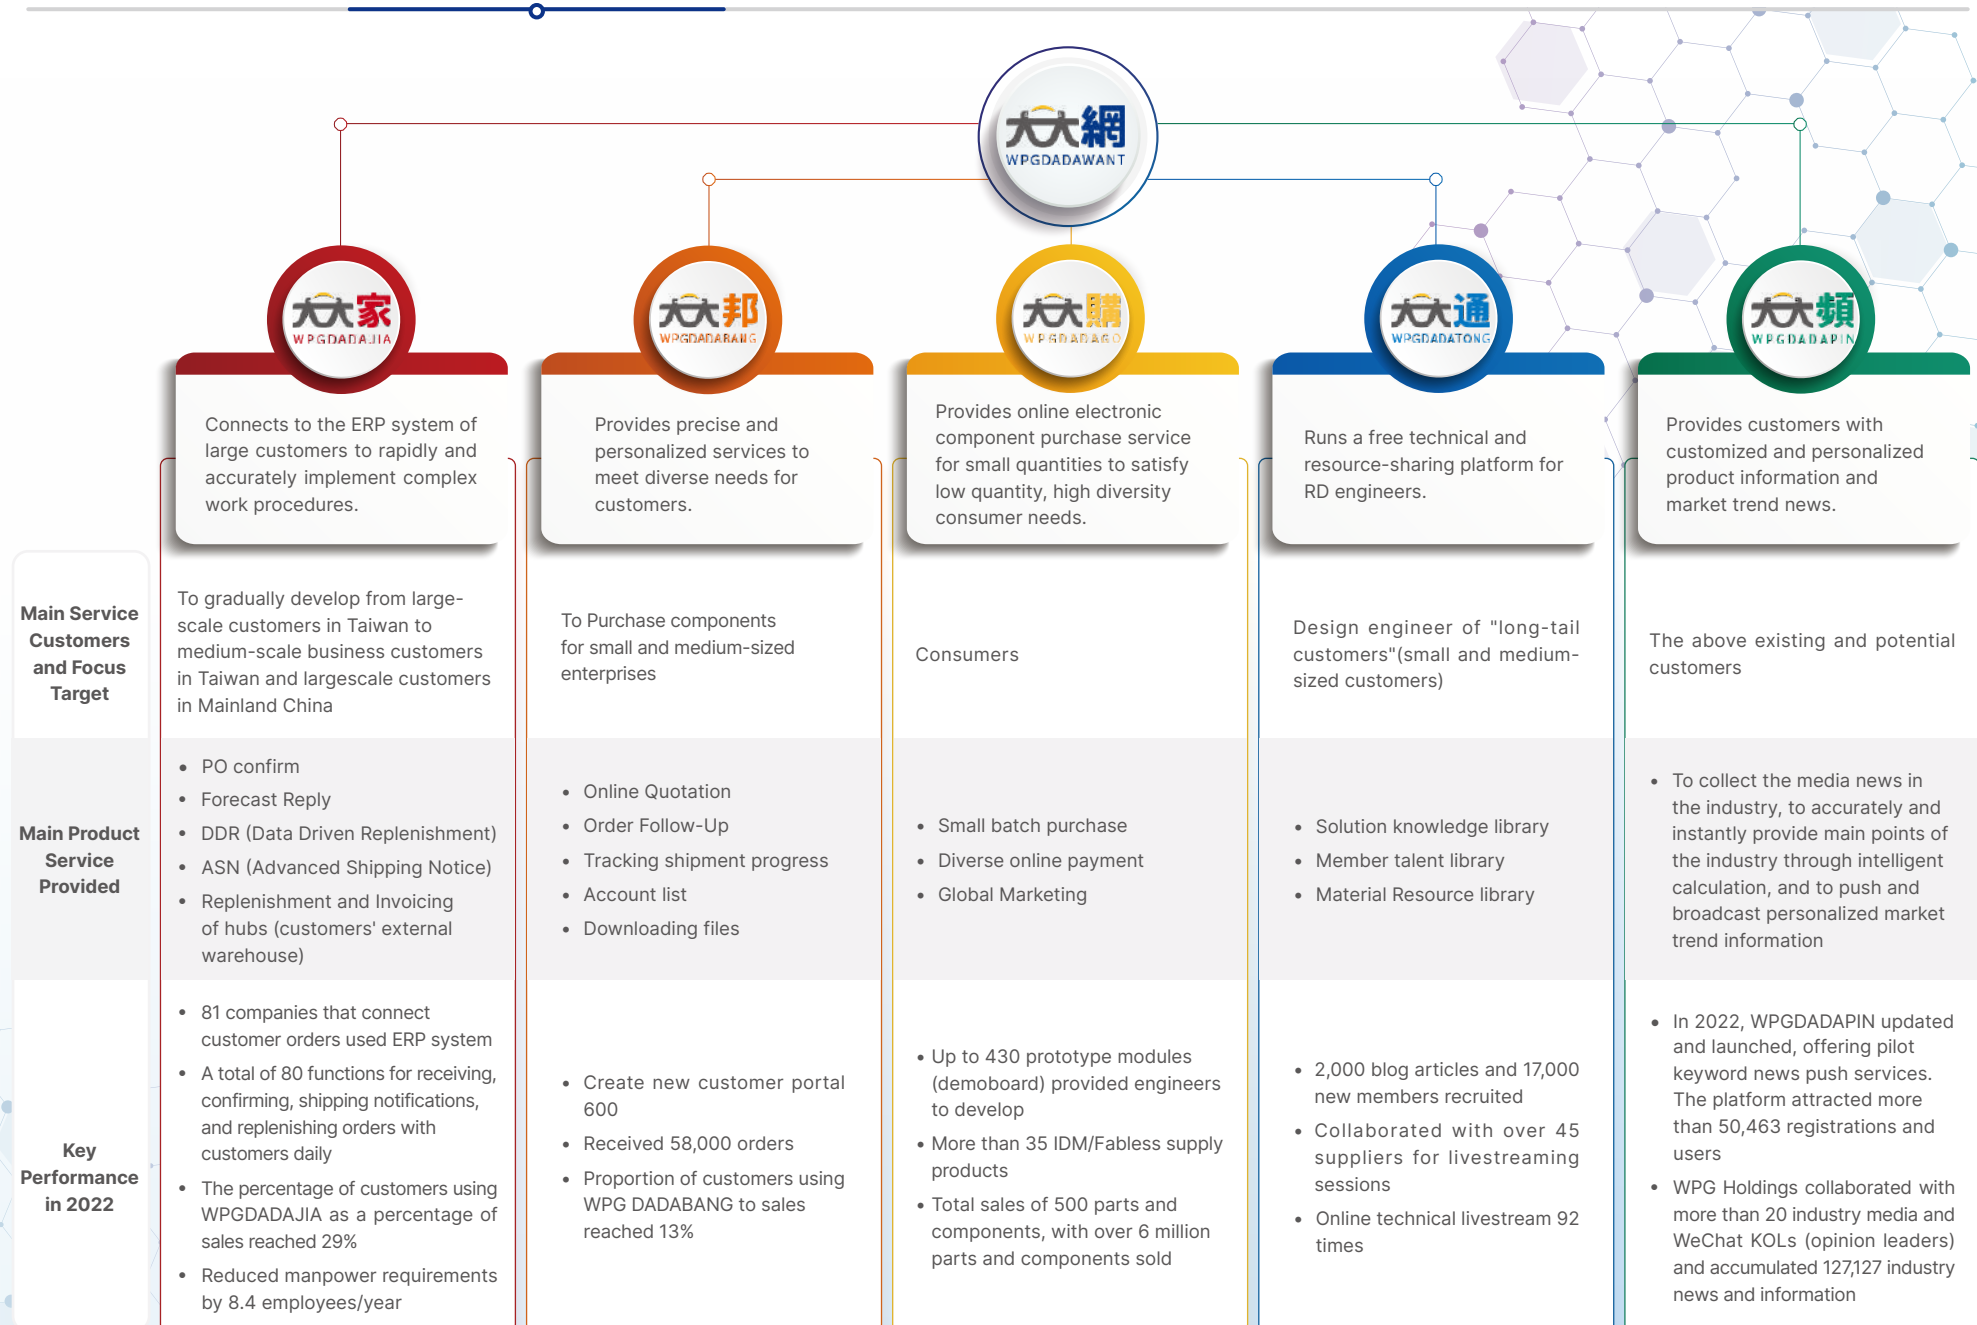 大大網
WPGDADAWANT
大大家
WPGDADAJIA
大大邦
WPGDADABANG
大大購
WPGDADAGO
大大通
WPGDADATONG
大大頻
WPGDADAPIN
Connects to the ERP system of
large customers to rapidly and
accurately implement complex
work procedures.
Provides precise and
personalized services to
meet diverse needs for
customers.
Provides online electronic
component purchase service
for small quantities to satisfy
low quantity, high diversity
consumer needs.
Runs a free technical and
resource-sharing platform for
RD engineers.
Provides customers with
customized and personalized
product information and
market trend news.
Main Service
Customers
and Focus
Target
To gradually develop from large-
scale customers in Taiwan to
medium-scale business customers
in Taiwan and largescale customers
in Mainland China
To Purchase components
for small and medium-sized
enterprises
Consumers
Design engineer of "long-tail
customers"(small and medium-
sized customers)
The above existing and potential
customers
Main Product
Service
Provided
• PO confirm
• Forecast Reply
• DDR (Data Driven Replenishment)
• ASN (Advanced Shipping Notice)
• Replenishment and Invoicing
of hubs (customers' external
warehouse)
• Online Quotation
• Order Follow-Up
• Tracking shipment progress
• Account list
• Downloading files
• Small batch purchase
• Diverse online payment
• Global Marketing
• Solution knowledge library
• Member talent library
• Material Resource library
• To collect the media news in
the industry, to accurately and
instantly provide main points of
the industry through intelligent
calculation, and to push and
broadcast personalized market
trend information
Key
Performance
in 2022
• 81 companies that connect
customer orders used ERP system
• A total of 80 functions for receiving,
confirming, shipping notifications,
and replenishing orders with
customers daily
• The percentage of customers using
WPGDADAJIA as a percentage of
sales reached 29%
• Reduced manpower requirements
by 8.4 employees/year
• Create new customer portal
600
• Received 58,000 orders
• Proportion of customers using
WPG DADABANG to sales
reached 13%
• Up to 430 prototype modules
(demoboard) provided engineers
to develop
• More than 35 IDM/Fabless supply
products
• Total sales of 500 parts and
components, with over 6 million
parts and components sold
• 2,000 blog articles and 17,000
new members recruited
• Collaborated with over 45
suppliers for livestreaming
sessions
• Online technical livestream 92
times
• In 2022, WPGDADAPIN updated
and launched, offering pilot
keyword news push services.
The platform attracted more
than 50,463 registrations and
users
• WPG Holdings collaborated with
more than 20 industry media and
WeChat KOLs (opinion leaders)
and accumulated 127,127 industry
news and information